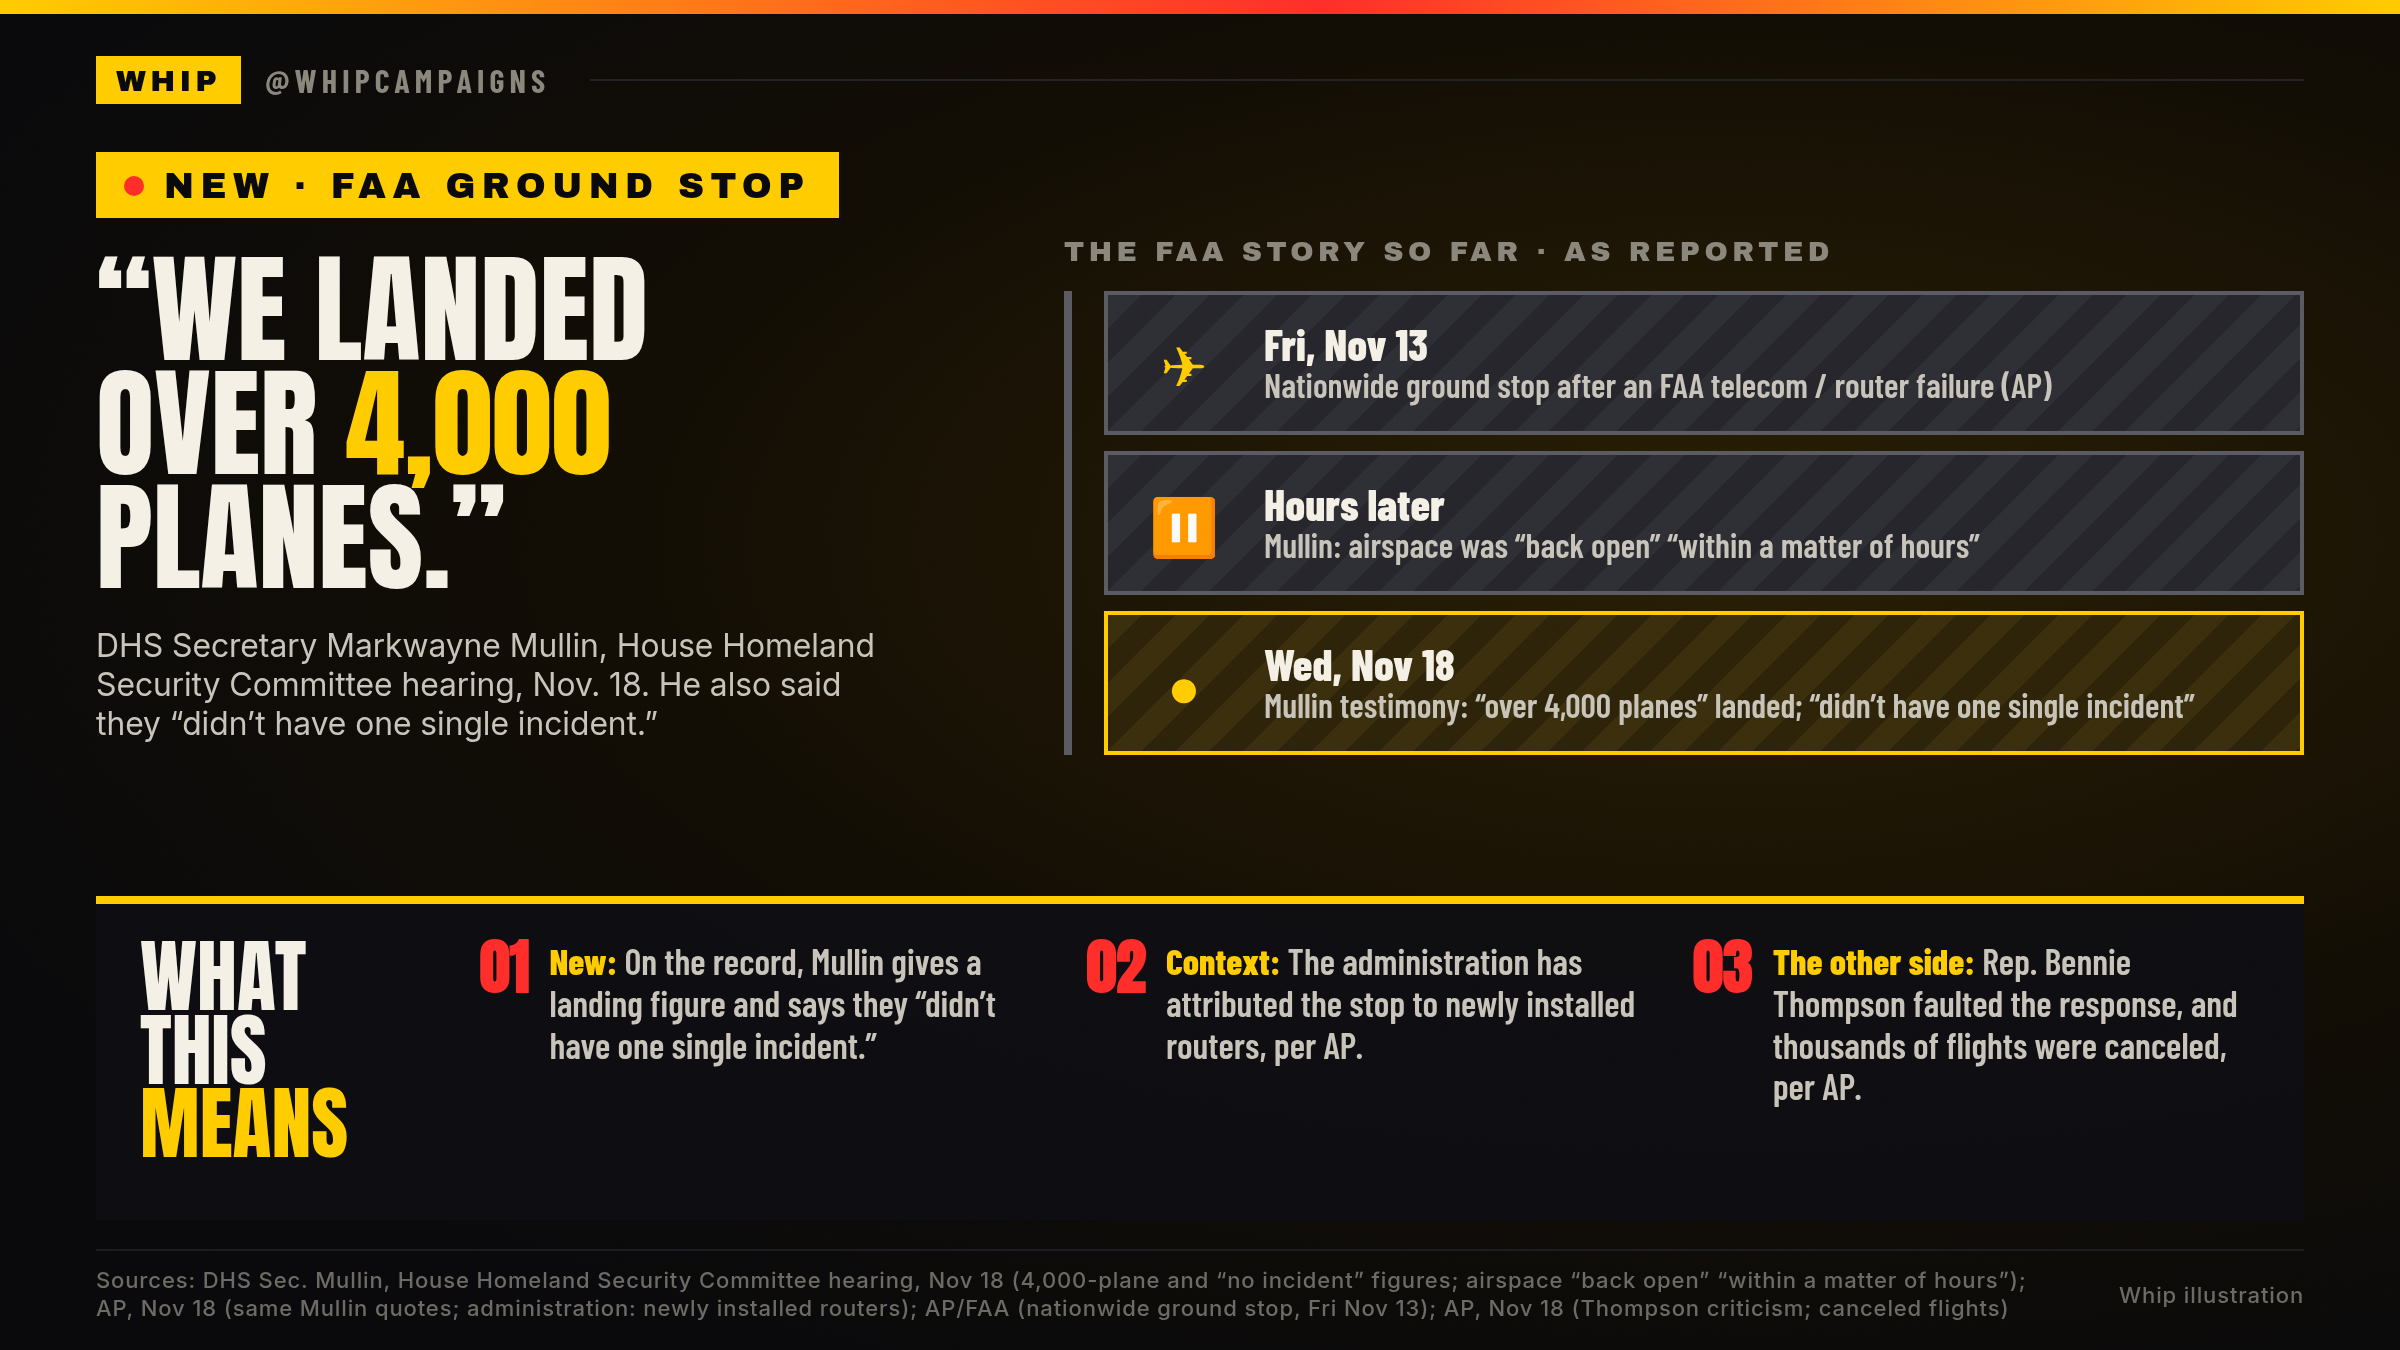 WHIP @WHIPCAMPAIGNS
NEW · FAA GROUND STOP
“WE LANDED
OVER 4,000
PLANES.”
DHS Secretary Markwayne Mullin, House Homeland
Security Committee hearing, Nov. 18. He also said
they “didn’t have one single incident.”
THE FAA STORY SO FAR · AS REPORTED
Fri, Nov 13
Nationwide ground stop after an FAA telecom / router failure (AP)
Hours later
Mullin: airspace was “back open” “within a matter of hours”
Wed, Nov 18
Mullin testimony: “over 4,000 planes” landed; “didn’t have one single incident”
WHAT
THIS
MEANS
01 New: On the record, Mullin gives a
landing figure and says they “didn’t
have one single incident.”
02 Context: The administration has
attributed the stop to newly installed
routers, per AP.
03 The other side: Rep. Bennie
Thompson faulted the response, and
thousands of flights were canceled,
per AP.
Sources: DHS Sec. Mullin, House Homeland Security Committee hearing, Nov 18 (4,000-plane and “no incident” figures; airspace “back open” “within a matter of hours”);
AP, Nov 18 (same Mullin quotes; administration: newly installed routers); AP/FAA (nationwide ground stop, Fri Nov 13); AP, Nov 18 (Thompson criticism; canceled flights)
Whip illustration